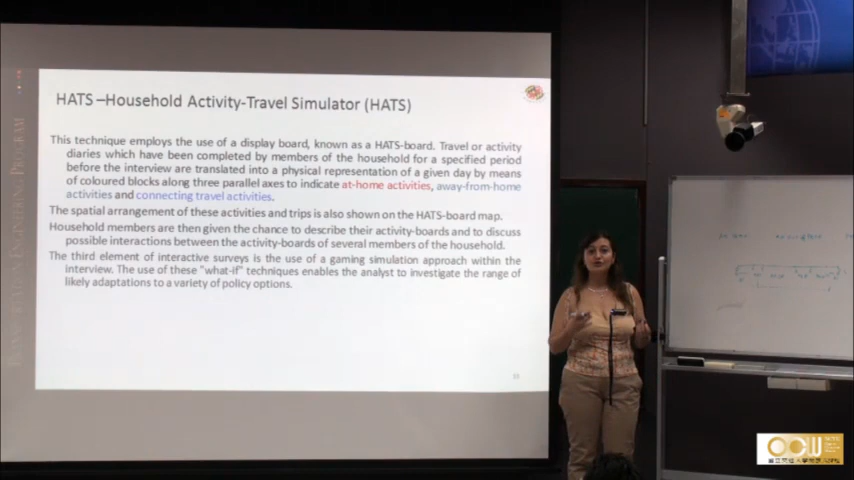 HATS –Household Activity-Travel Simulator (HATS)
This technique employs the use of a display board, known as a HATS-board. Travel or activity
diaries which have been completed by members of the household for a specified period
before the interview are translated into a physical representation of a given day by means
of coloured blocks along three parallel axes to indicate at-home activities, away-from-home
activities and connecting travel activities.
The spatial arrangement of these activities and trips is also shown on the HATS-board map.
Household members are then given the chance to describe their activity-boards and to discuss
possible interactions between the activity-boards of several members of the household.
The third element of interactive surveys is the use of a gaming simulation approach within the
interview. The use of these "what-if" techniques enables the analyst to investigate the range of
likely adaptations to a variety of policy options.
OCW